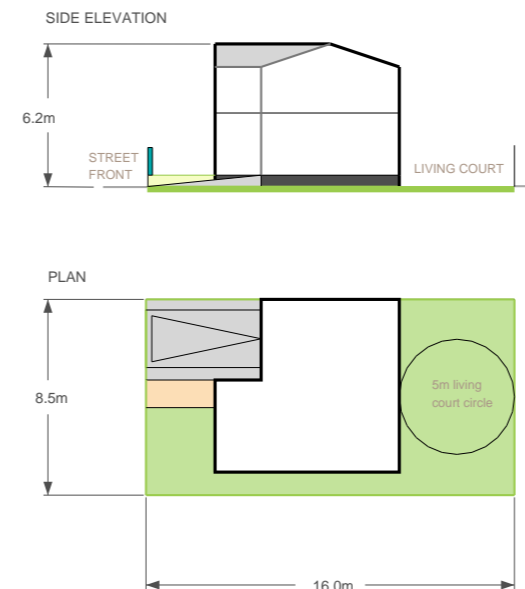 SIDE ELEVATION
6.2m
STREET
FRONT
LIVING COURT
PLAN
8.5m
5m living
court circle
16.0m